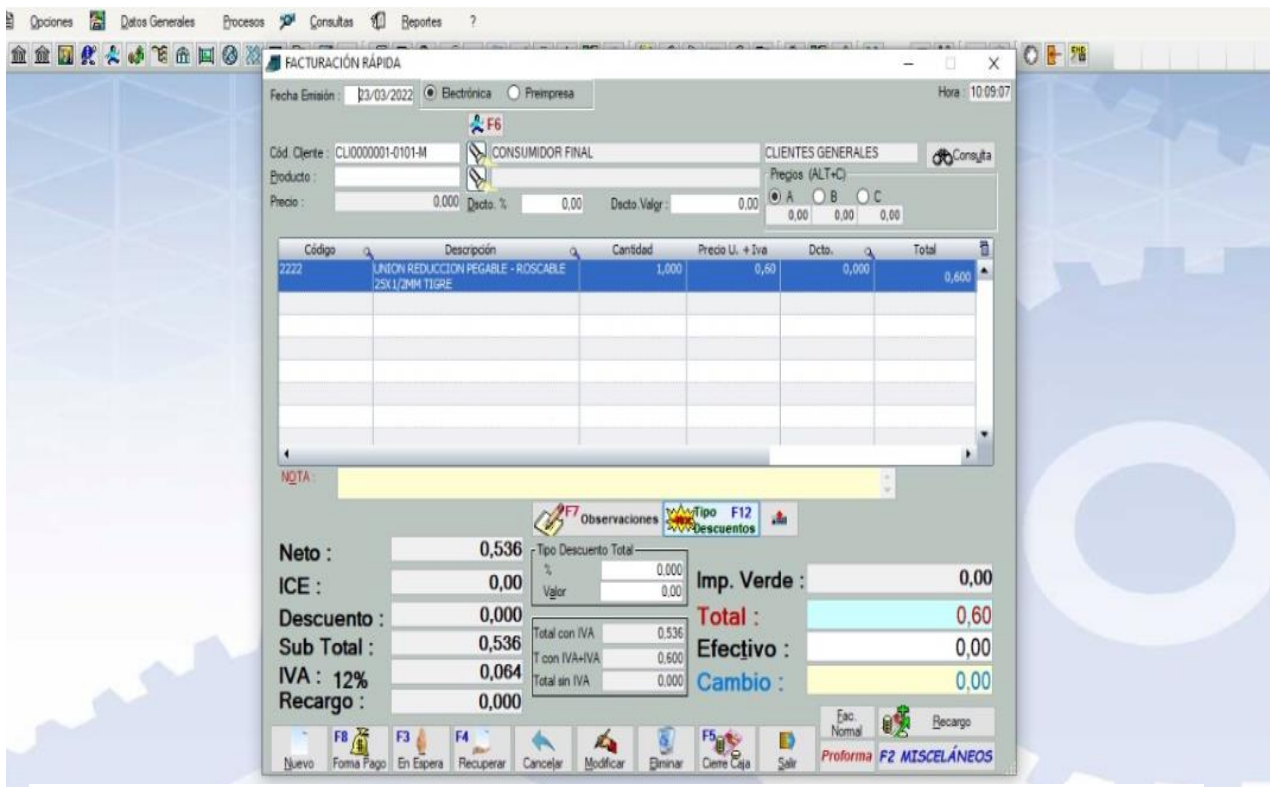 Opciones Datos Generales Procesos Consultas Reportes ?
FACTURACIÓN RÁPIDA
Fecha Emisión : 23/03/2022 Electrónica Preimpresa Hora : 10:09:07
F6
Cód. Cliente : CLI0000001-0101-M CONSUMIDOR FINAL CLIENTES GENERALES Consulta
Producto : Precios (ALT+C)
A B C
Precio : 0.000 Dscto. % 0,00 Dscto.Valor : 0,00
0,00 0,00 0,00
Código Descripción Cantidad Precio U. + Iva Dcto. Total
2222 UNION REDUCCION PEGABLE - ROSCABLE 1,000 0,60 0,000 0,600
25X1/2MM TIGRE
NOTA :
F7 Observaciones Tipo F12
Descuentos
Neto : 0,536
Tipo Descuento Total
% 0,000
Valor 0,00
ICE : 0,00
Imp. Verde : 0,00
Descuento : 0,000
Total : 0,60
Sub Total : 0,536
Total con IVA 0,536
T con IVA+IVA 0,600
Total sin IVA 0,000
Efectivo : 0,00
IVA : 12% 0,064
Cambio : 0,00
Recargo : 0,000
Fac.
Normal
Recargo
F8 F3 F4 F5
Nuevo Forma Pago En Espera Recuperar Cancelar Modificar Eliminar Cierre Caja Salir
Proforma F2 MISCELÁNEOS